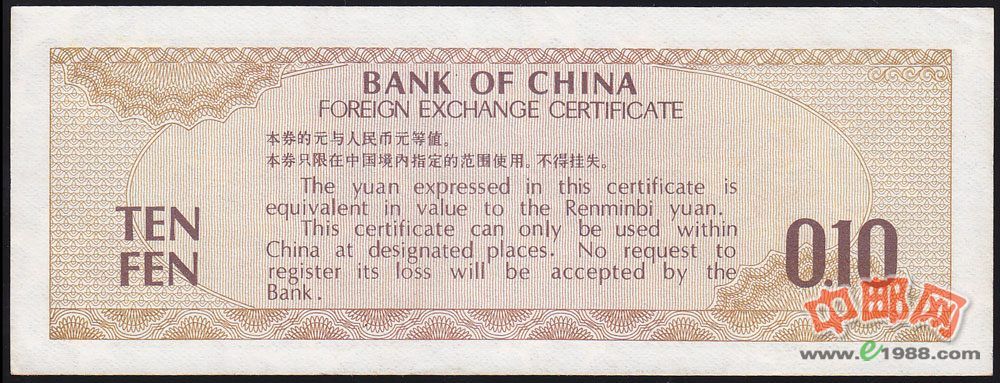 BANK OF CHINA
FOREIGN EXCHANGE CERTIFICATE
本券的元与人民币元等值。
本券只限在中国境内指定的范围使用。不得挂失。
The yuan expressed in this certificate is
equivalent in value to the Renminbi yuan.
This certificate can only be used within
China at designated places. No request to
register its loss will be accepted by the
Bank.
TEN
FEN
0.10
中邮网
www.e1988.com